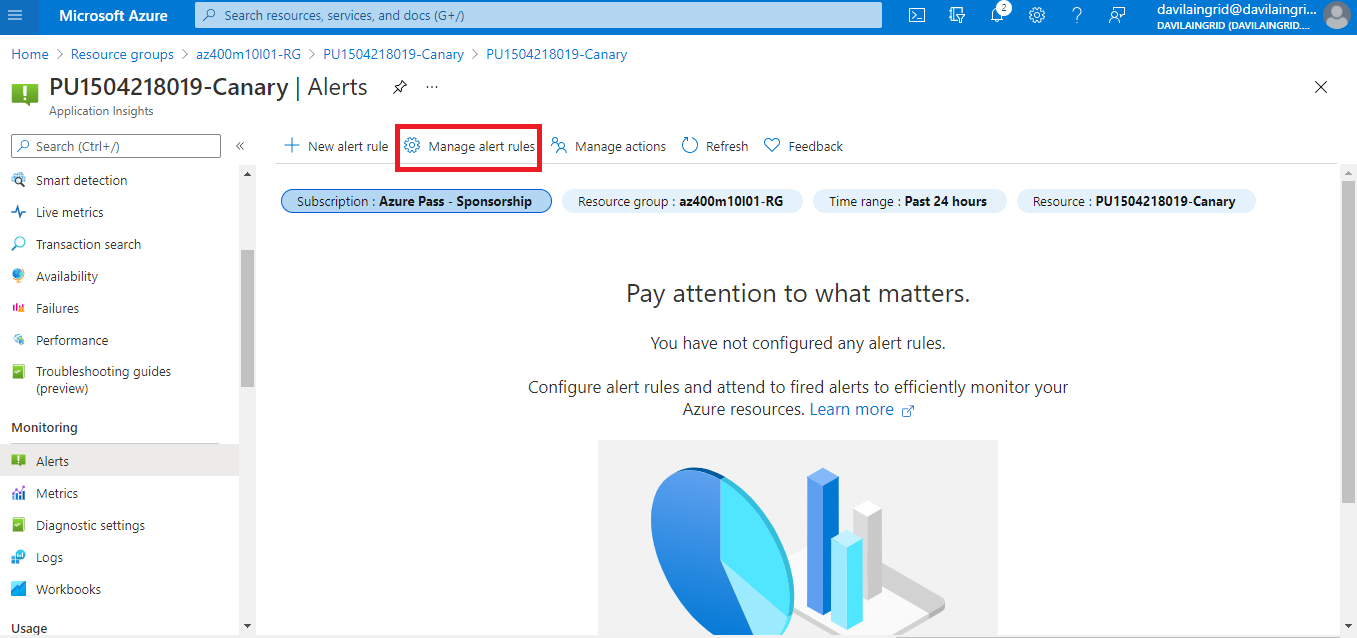 Microsoft Azure
Search resources, services, and docs (G+/)
2
davilaingrid@davilaingri...
DAVILAINGRID (DAVILAINGRID....
Home > Resource groups > az400m10l01-RG > PU1504218019-Canary > PU1504218019-Canary
PU1504218019-Canary | Alerts
Application Insights
Search (Ctrl+/)
Smart detection
Live metrics
Transaction search
Availability
Failures
Performance
Troubleshooting guides
(preview)
Monitoring
Alerts
Metrics
Diagnostic settings
Logs
Workbooks
Usage
New alert rule
Manage alert rules
Manage actions
Refresh
Feedback
Subscription : Azure Pass - Sponsorship
Resource group : az400m10l01-RG
Time range : Past 24 hours
Resource : PU1504218019-Canary
Pay attention to what matters.
You have not configured any alert rules.
Configure alert rules and attend to fired alerts to efficiently monitor your
Azure resources. Learn more